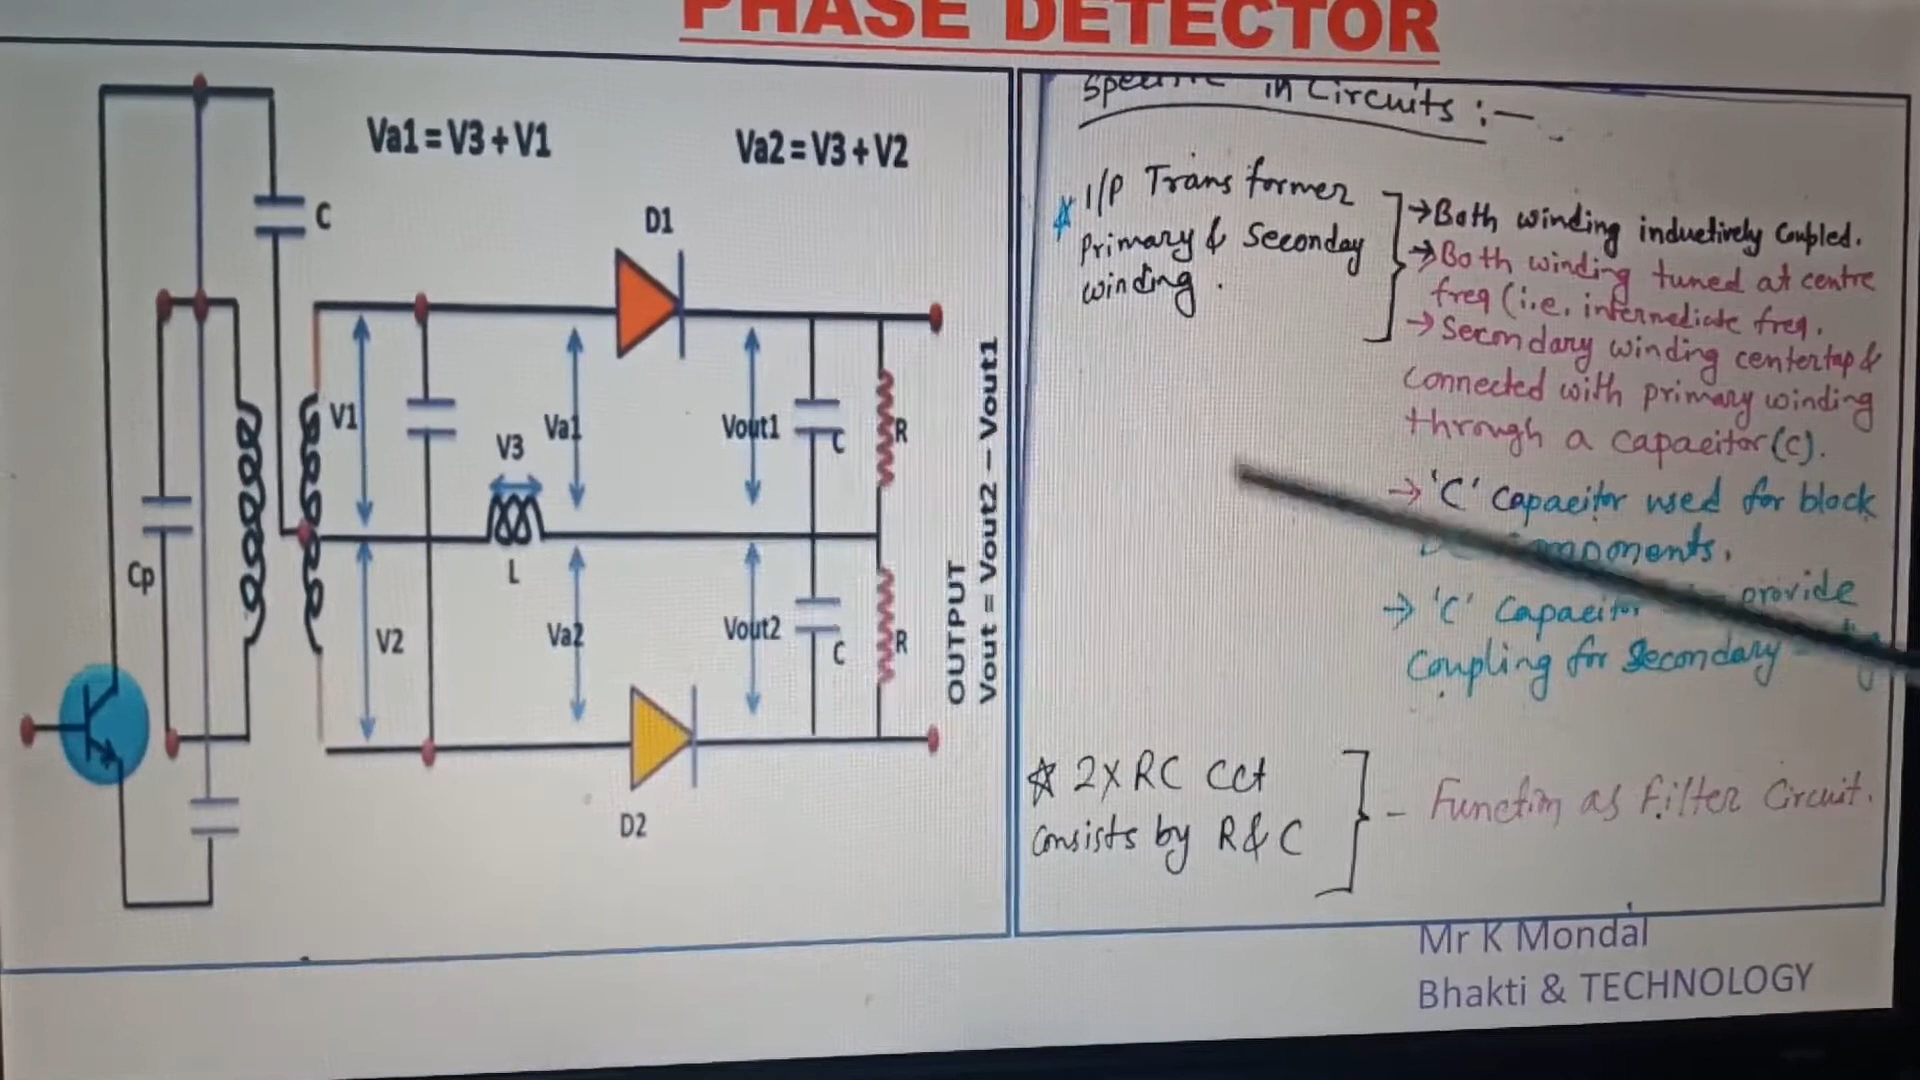 PHASE DETECTOR
Va1 = V3 + V1
Va2 = V3 + V2
C
D1
V1
V3
Va1
Vout1
C
R
L
Cp
V2
Va2
Vout2
C
R
D2
OUTPUT
Vout = Vout2 – Vout1
in Circuits :-
I/P Transformer
Primary & Seconday
winding.
→ Both winding inductively coupled.
→ Both winding tuned at centre
freq (i.e, intermediate freq.
→ Secondary winding centertap &
connected with primary winding
through a capacitor (c).
→ 'C' capacitor used for block
→ 'C' Capacitor provide
Coupling for Secondary
2x RC cct
consists by R & C
- Function as Filter Circuit.
Mr K Mondal
Bhakti & TECHNOLOGY